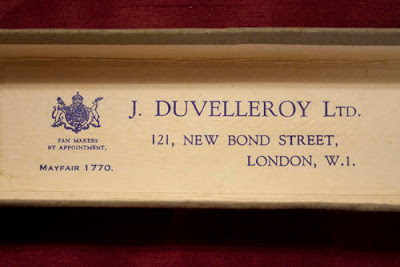 J. DUVELLEROY LTD.
121, NEW BOND STREET,
LONDON, W.1.
FAN MAKERS
BY APPOINTMENT.
MAYFAIR 1770.